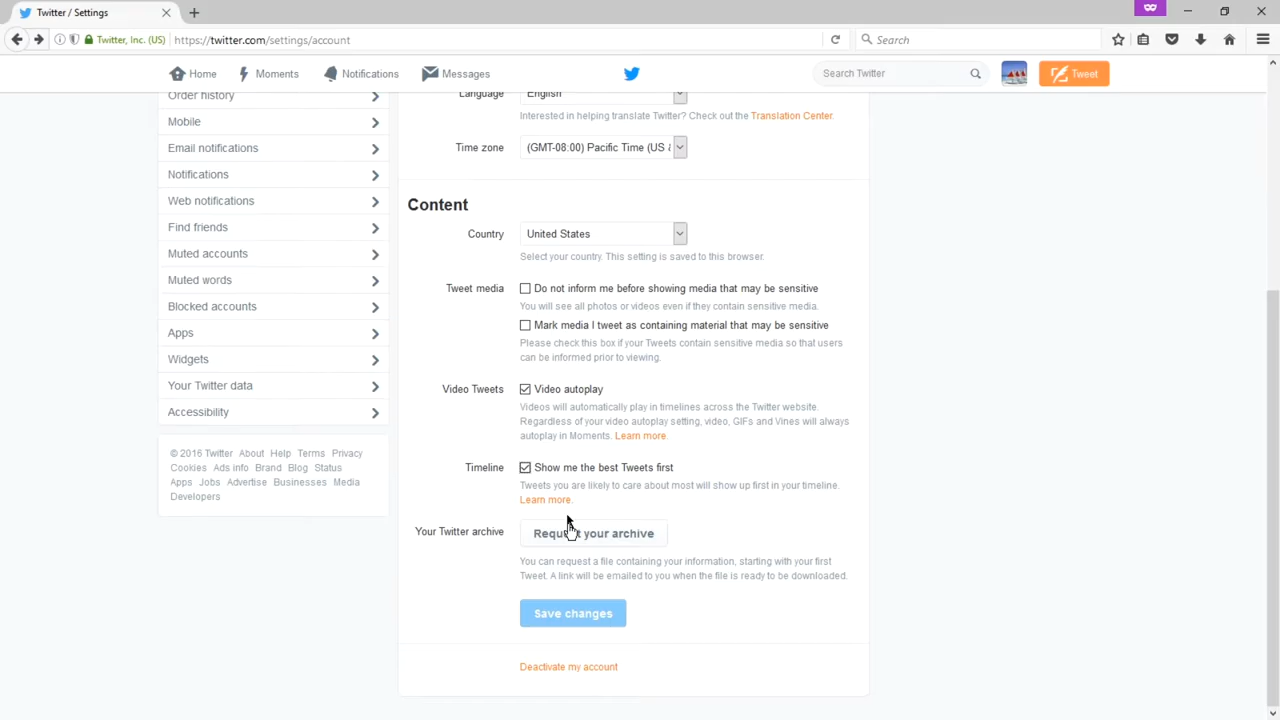 Twitter / Settings
Twitter, Inc. (US)
https://twitter.com/settings/account
Search
Home
Moments
Notifications
Messages
Search Twitter
Tweet
Order history
Mobile
Email notifications
Notifications
Web notifications
Find friends
Muted accounts
Muted words
Blocked accounts
Apps
Widgets
Your Twitter data
Accessibility
© 2016 Twitter About Help Terms Privacy
Cookies Ads info Brand Blog Status
Apps Jobs Advertise Businesses Media
Developers
Language English
Interested in helping translate Twitter? Check out the Translation Center.
Time zone (GMT-08:00) Pacific Time (US &
Content
Country United States
Select your country. This setting is saved to this browser.
Tweet media Do not inform me before showing media that may be sensitive
You will see all photos or videos even if they contain sensitive media.
Mark media I tweet as containing material that may be sensitive
Please check this box if your Tweets contain sensitive media so that users
can be informed prior to viewing.
Video Tweets Video autoplay
Videos will automatically play in timelines across the Twitter website.
Regardless of your video autoplay setting, video, GIFs and Vines will always
autoplay in Moments. Learn more.
Timeline Show me the best Tweets first
Tweets you are likely to care about most will show up first in your timeline.
Learn more.
Your Twitter archive Request your archive
You can request a file containing your information, starting with your first
Tweet. A link will be emailed to you when the file is ready to be downloaded.
Save changes
Deactivate my account